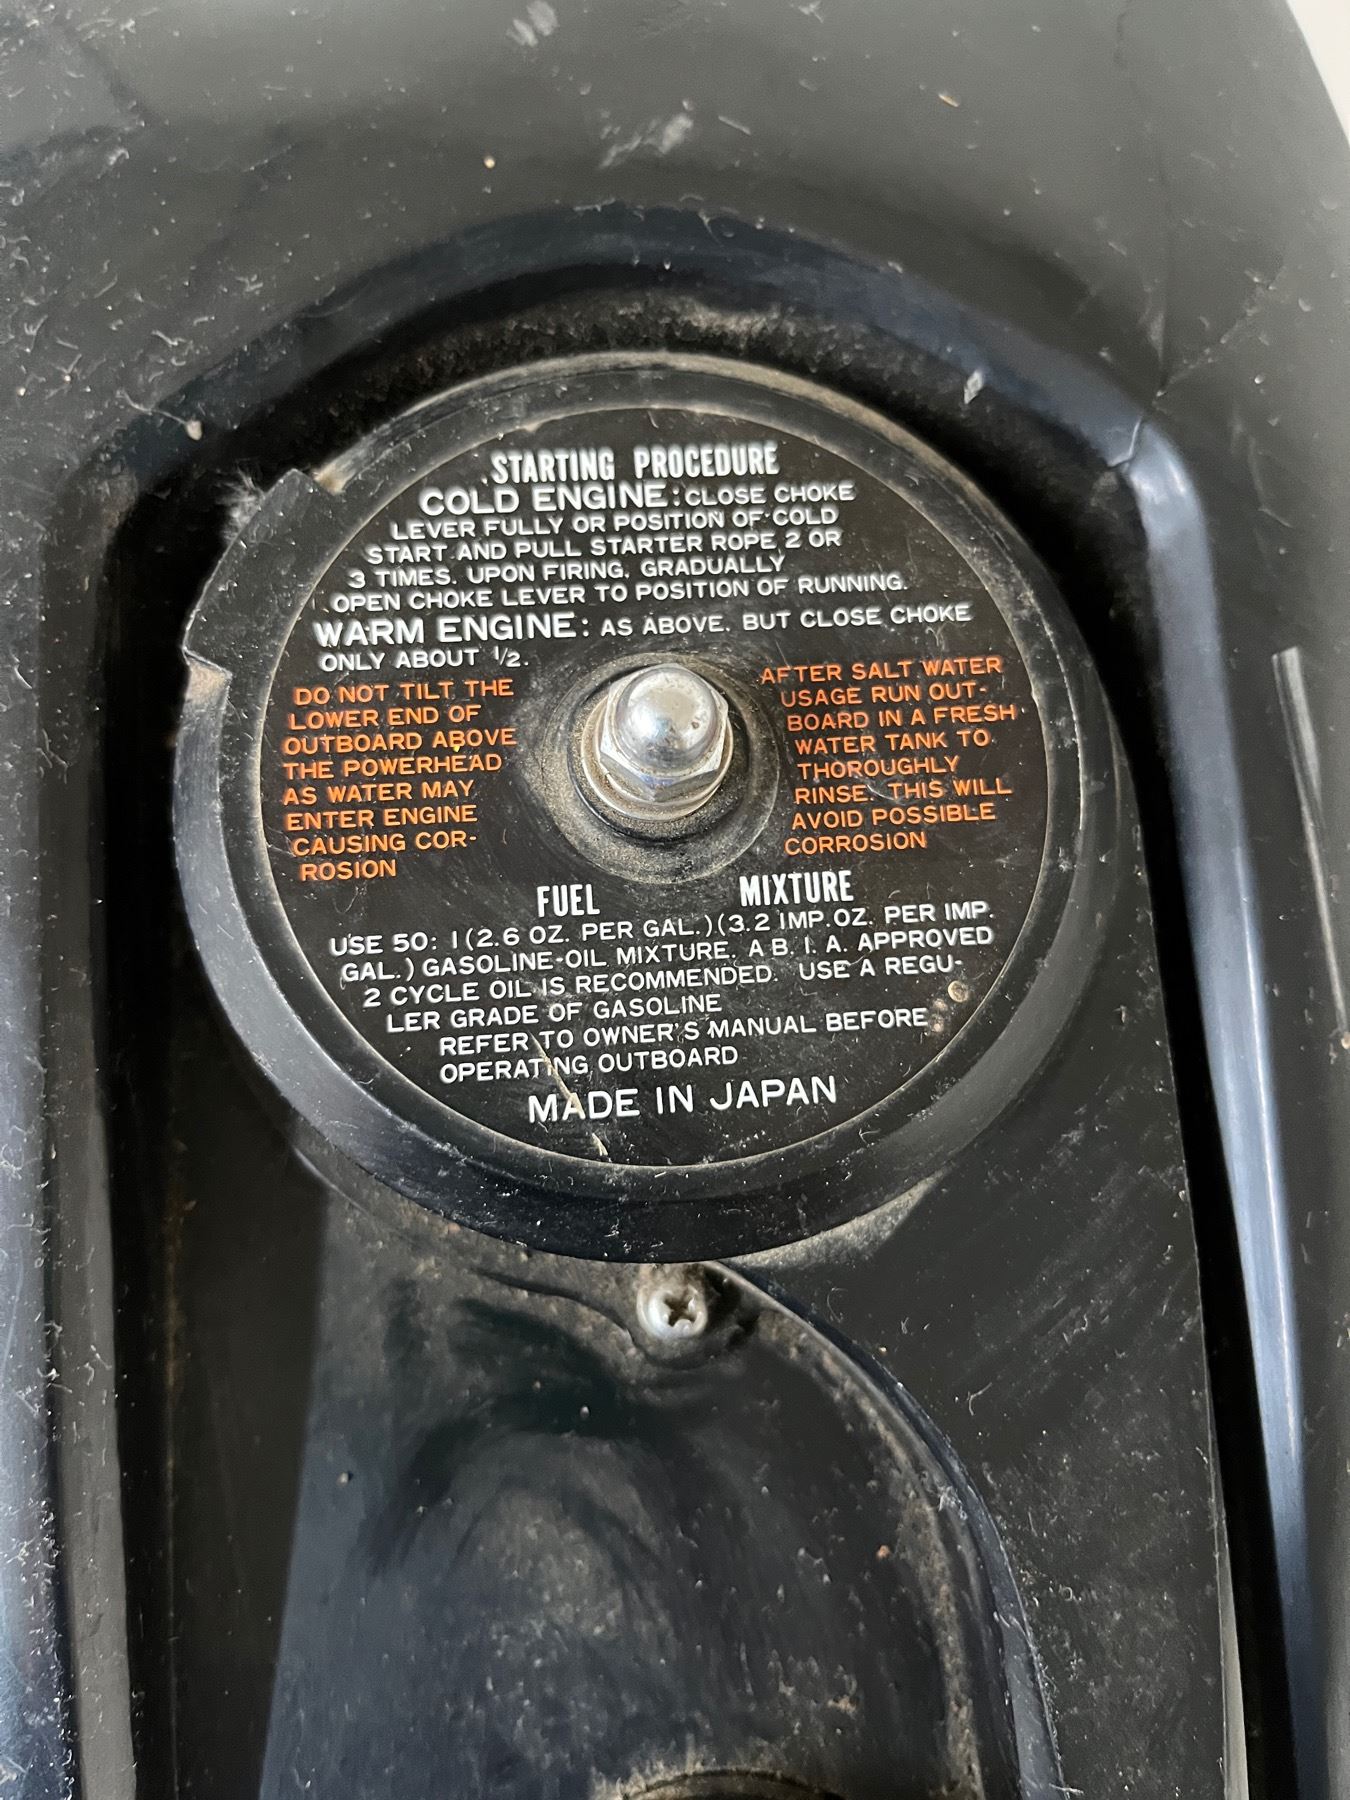 STARTING PROCEDURE
COLD ENGINE: CLOSE CHOKE
LEVER FULLY OR POSITION OF COLD
START AND PULL STARTER ROPE 2 OR
3 TIMES. UPON FIRING, GRADUALLY
OPEN CHOKE LEVER TO POSITION OF RUNNING.
WARM ENGINE: AS ABOVE, BUT CLOSE CHOKE
ONLY ABOUT 1/2.
DO NOT TILT THE
LOWER END OF
OUTBOARD ABOVE
THE POWERHEAD
AS WATER MAY
ENTER ENGINE
CAUSING COR-
ROSION
AFTER SALT WATER
USAGE RUN OUT-
BOARD IN A FRESH
WATER TANK TO
THOROUGHLY
RINSE. THIS WILL
AVOID POSSIBLE
CORROSION
FUEL MIXTURE
USE 50: 1 (2.6 OZ. PER GAL.) (3.2 IMP. OZ. PER IMP.
GAL.) GASOLINE-OIL MIXTURE. A B. I. A. APPROVED
2 CYCLE OIL IS RECOMMENDED. USE A REGU-
LER GRADE OF GASOLINE
REFER TO OWNER'S MANUAL BEFORE
OPERATING OUTBOARD
MADE IN JAPAN